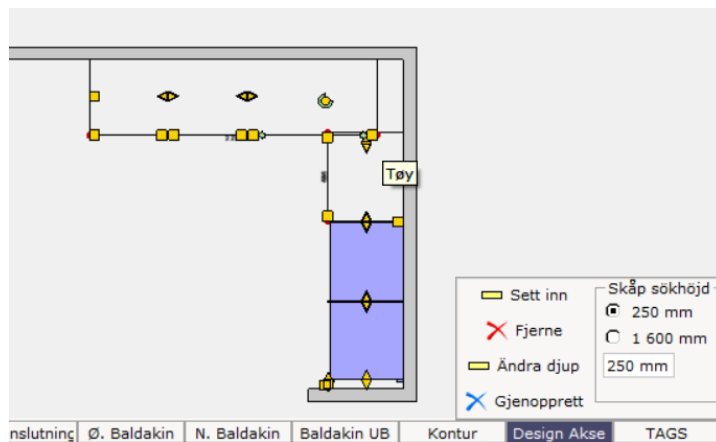 Tøy
Skåp sökhöjd
Sett inn
250 mm
Fjerne
1 600 mm
Ändra djup
250 mm
Gjenopprett
nslutning
Ø. Baldakin
N. Baldakin
Baldakin UB
Kontur
Design Akse
TAGS